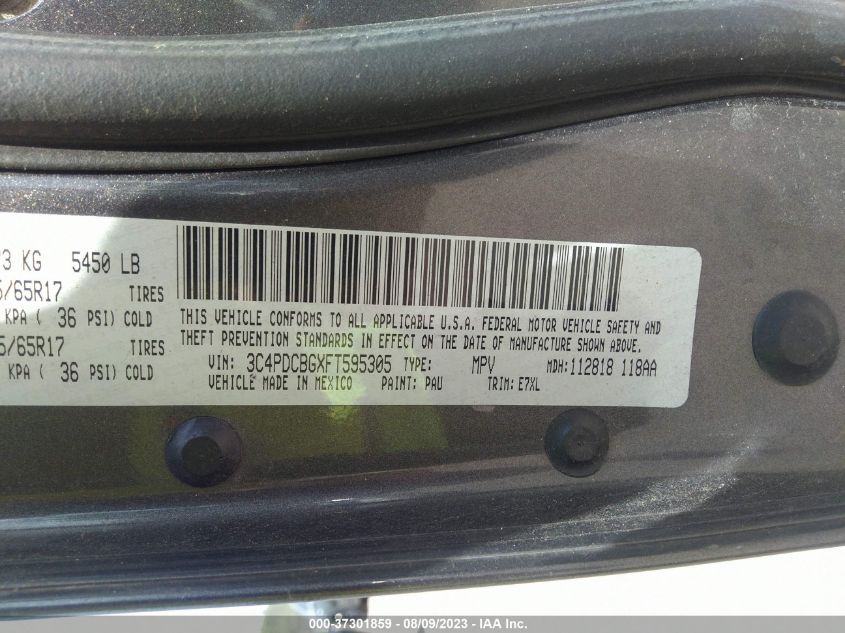 3 KG 5450 LB
/65R17 TIRES
KPA ( 36 PSI) COLD
5/65R17 TIRES
KPA ( 36 PSI) COLD
THIS VEHICLE CONFORMS TO ALL APPLICABLE U.S.A. FEDERAL MOTOR VEHICLE SAFETY AND
THEFT PREVENTION STANDARDS IN EFFECT ON THE DATE OF MANUFACTURE SHOWN ABOVE.
VIN: 3C4PDCBGXFT595305 TYPE: MPV MDH: 112818 118AA
VEHICLE MADE IN MEXICO PAINT: PAU TRIM: E7XL
000-37301859 - 08/09/2023 - IAA Inc.